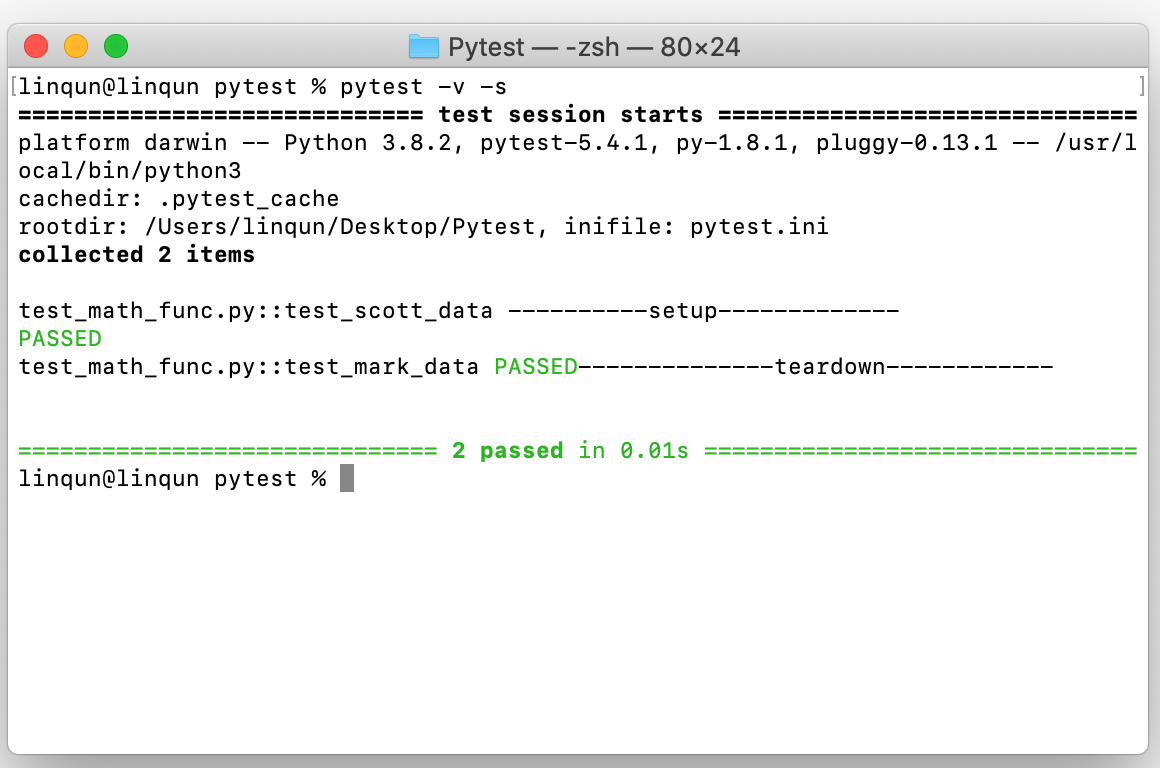 Pytest — -zsh — 80×24
[linqun@linqun pytest % pytest -v -s ]
============================= test session starts ==============================
platform darwin -- Python 3.8.2, pytest-5.4.1, py-1.8.1, pluggy-0.13.1 -- /usr/l
ocal/bin/python3
cachedir: .pytest_cache
rootdir: /Users/linqun/Desktop/Pytest, inifile: pytest.ini
collected 2 items
test_math_func.py::test_scott_data ----------setup-------------
PASSED
test_math_func.py::test_mark_data PASSED--------------teardown------------
============================== 2 passed in 0.01s ===============================
linqun@linqun pytest %